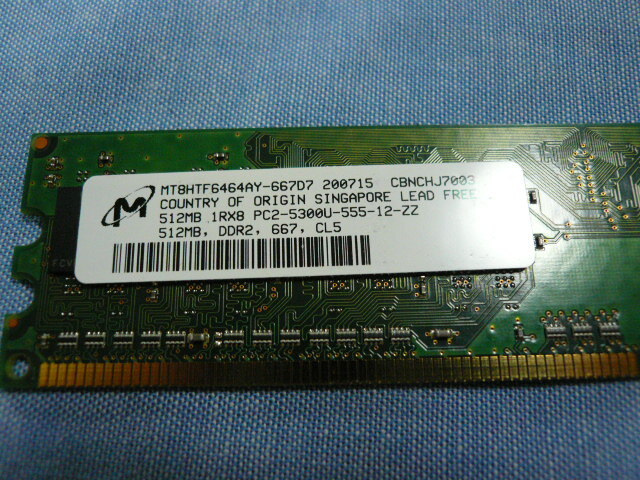 MT8HTF6464AY-667D7 200715 CBNCHJ7003
COUNTRY OF ORIGIN SINGAPORE LEAD FREE
512MB 1RX8 PC2-5300U-555-12-ZZ
512MB, DDR2, 667, CL5